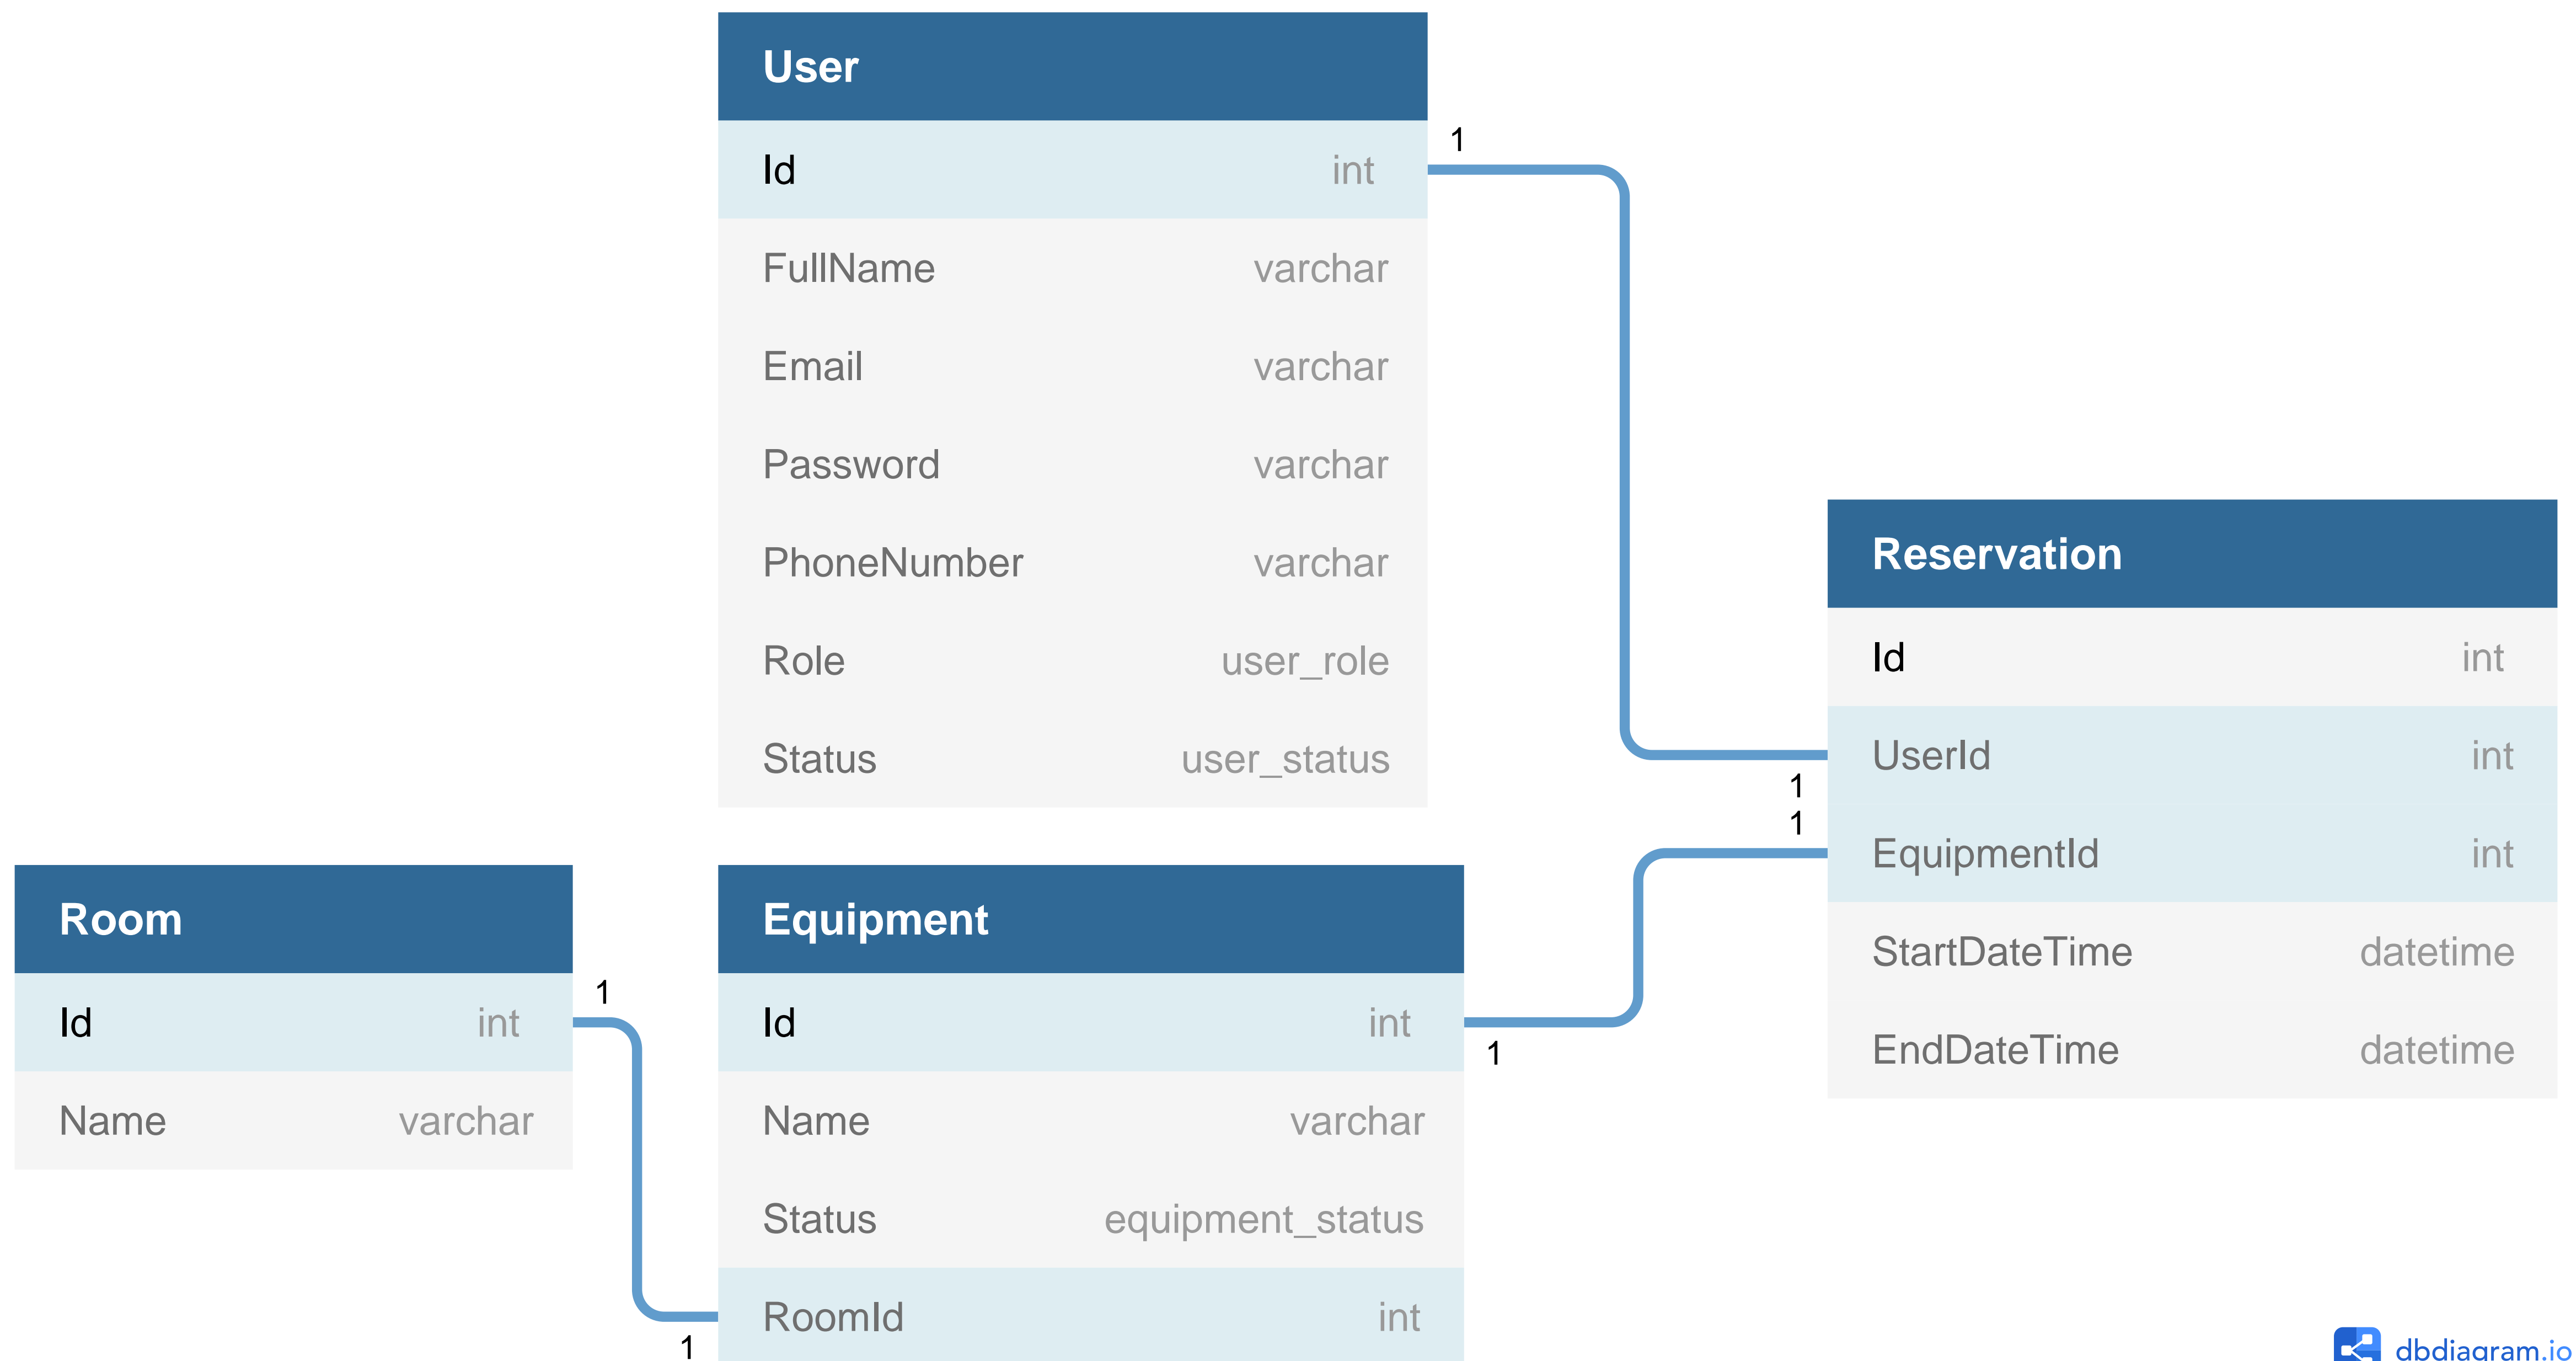 User
Id int
FullName varchar
Email varchar
Password varchar
PhoneNumber varchar
Role user_role
Status user_status
1
1
Reservation
Id int
UserId int
EquipmentId int
StartDateTime datetime
EndDateTime datetime
1
1
Room
Id int
Name varchar
1
1
Equipment
Id int
Name varchar
Status equipment_status
RoomId int
dbdiagram.io